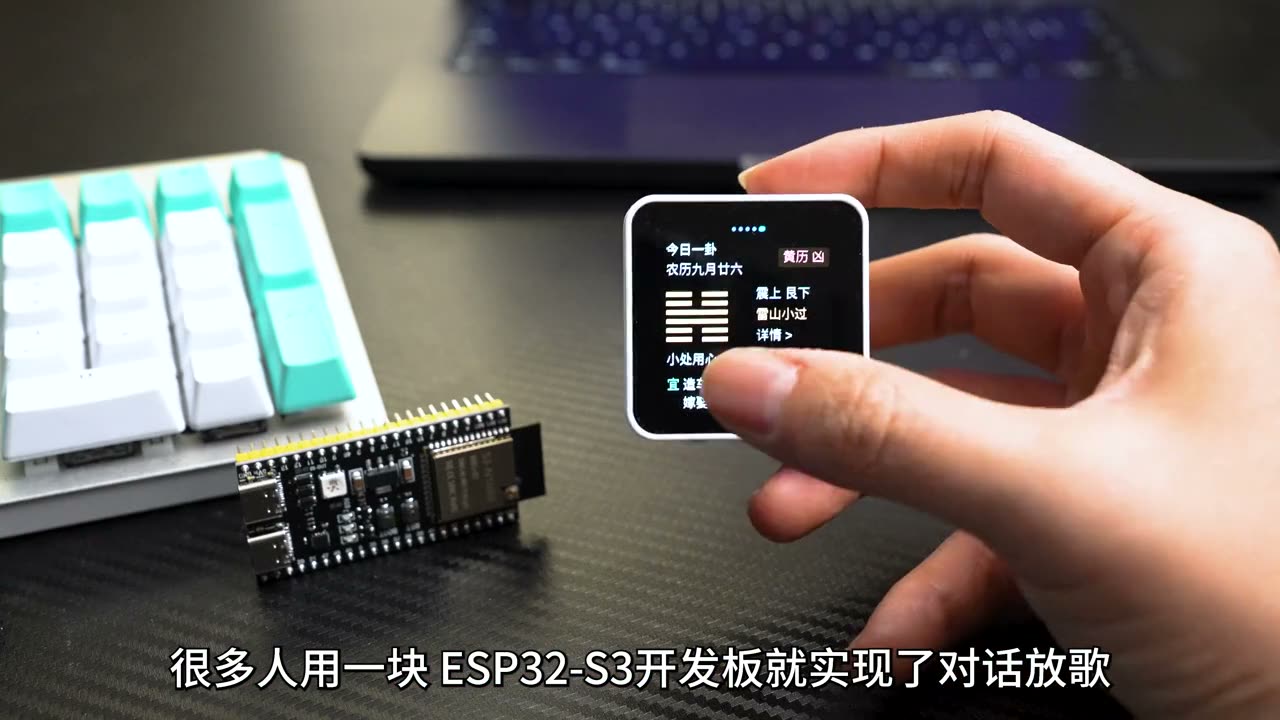 今日一卦
农历九月廿六
黄历 凶
震上 艮下
雷山小过
详情 >
小处用心
宜
很多人用一块 ESP32-S3开发板就实现了对话放歌